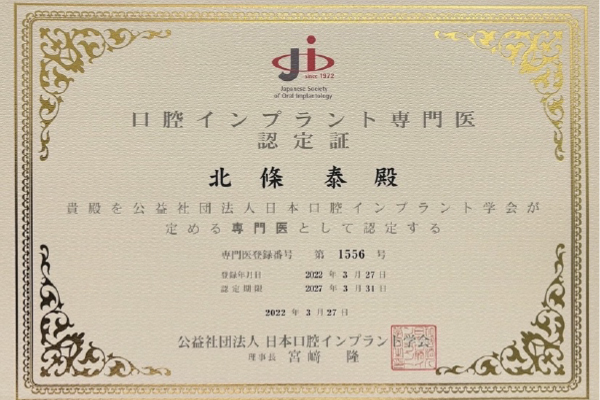 Ji
since 1972
Japanese Society
of Oral Implantology
口腔インプラント専門医
認定証
北條 泰殿
貴殿を公益社団法人日本口腔インプラント学会が
定める専門医として認定する
専門医登録番号 第 1556 号
登録年月日 2022 年 3 月 27 日
認定期限 2027 年 3 月 31 日
2022 年 3 月 27 日
公益社団法人 日本口腔インプラント学会
理事長 宮﨑 隆